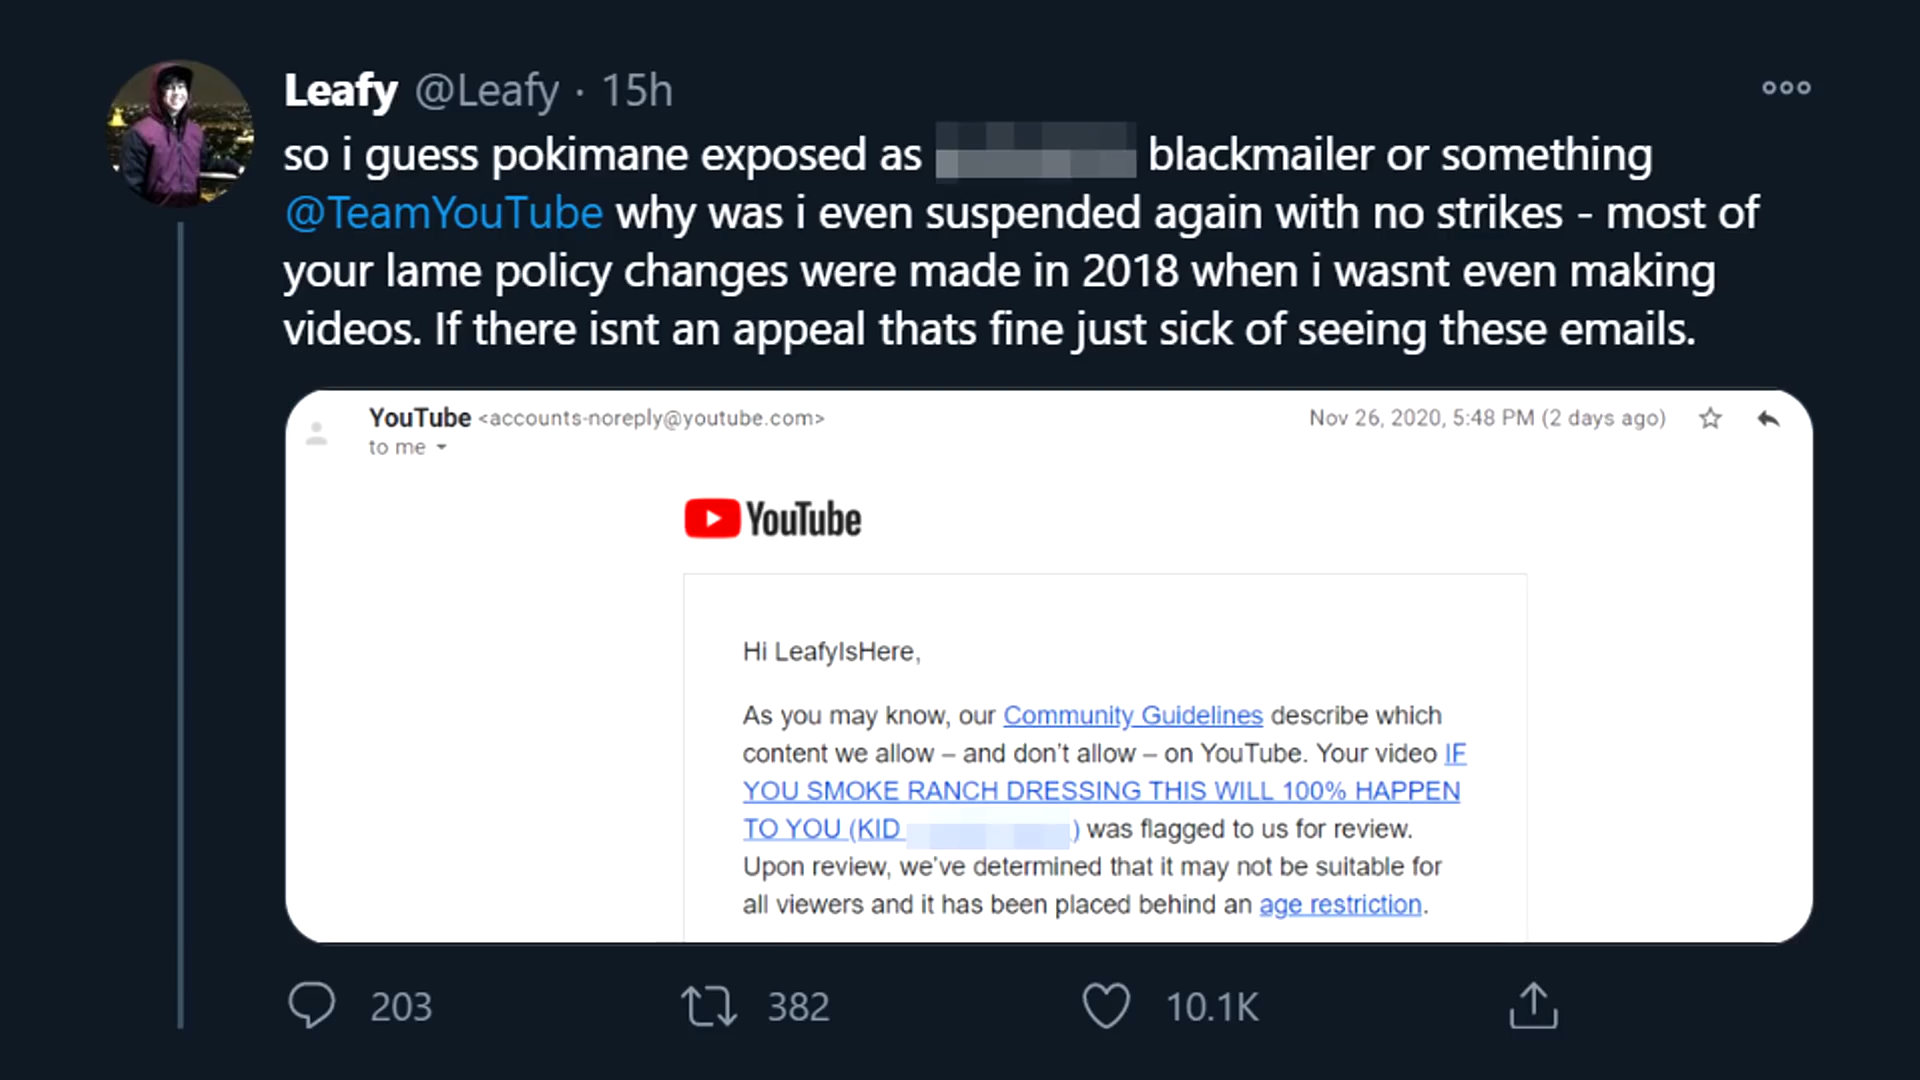 Leafy @Leafy · 15h
so i guess pokimane exposed as blackmailer or something
@TeamYouTube why was i even suspended again with no strikes - most of
your lame policy changes were made in 2018 when i wasnt even making
videos. If there isnt an appeal thats fine just sick of seeing these emails.
YouTube <accounts-noreply@youtube.com> Nov 26, 2020, 5:48 PM (2 days ago)
to me
YouTube
Hi LeafyIsHere,
As you may know, our Community Guidelines describe which
content we allow – and don’t allow – on YouTube. Your video IF
YOU SMOKE RANCH DRESSING THIS WILL 100% HAPPEN
TO YOU (KID ) was flagged to us for review.
Upon review, we’ve determined that it may not be suitable for
all viewers and it has been placed behind an age restriction.
203 382 10.1K